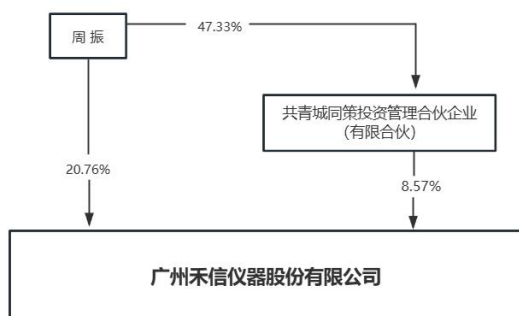 周 振
47.33%
共青城同策投资管理合伙企业
（有限合伙）
20.76%
8.57%
广州禾信仪器股份有限公司